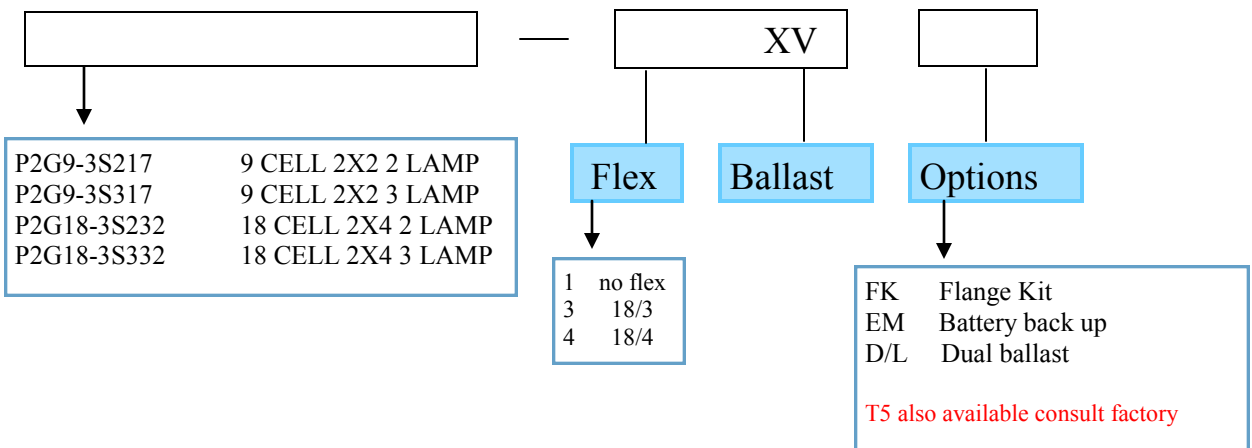 — XV
P2G9-3S217 9 CELL 2X2 2 LAMP
P2G9-3S317 9 CELL 2X2 3 LAMP
P2G18-3S232 18 CELL 2X4 2 LAMP
P2G18-3S332 18 CELL 2X4 3 LAMP
Flex
1 no flex
3 18/3
4 18/4
Ballast
Options
FK Flange Kit
EM Battery back up
D/L Dual ballast
T5 also available consult factory